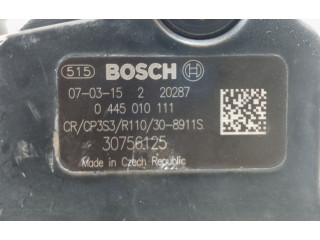 515 BOSCH
07-03-15 2 20287
0 445 010 111
CR/CP3S3/R110/30-8911S
30756125
Made in Czech Republic